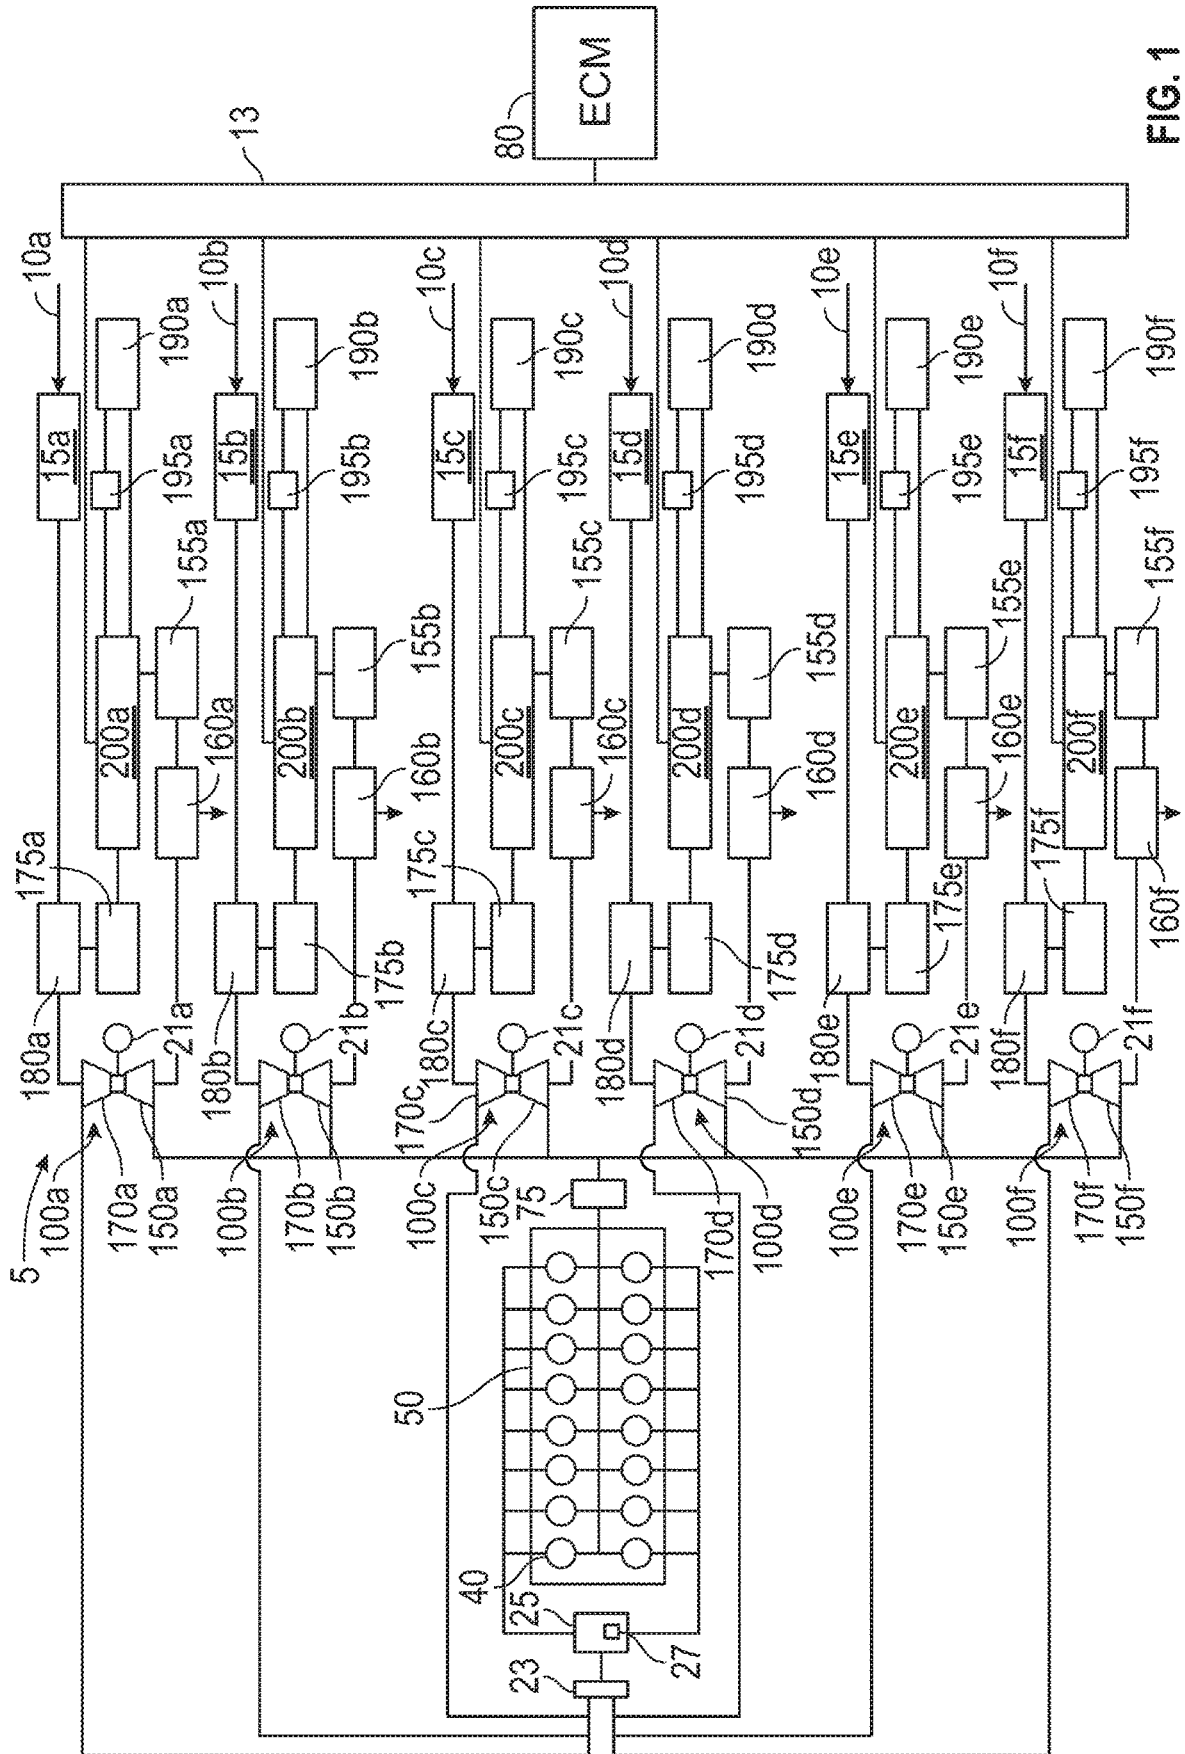 FIG. 1
ECM
80
13
10a
10b
10c
10d
10e
10f
190a
190b
190c
190d
190e
190f
15a
15b
15c
15d
15e
15f
195a
195b
195c
195d
195e
195f
155a
155b
155c
155d
155e
155f
200a
200b
200c
200d
200e
200f
160a
160b
160c
160d
160e
160f
175a
175b
175c
175d
175e
175f
180a
180b
180c
180d
180e
180f
21a
21b
21c
21d
21e
21f
5
100a
170a
150a
100b
170b
150b
170c
100c
150c
150d
170d
100d
100e
170e
150e
100f
170f
150f
75
50
40
25
27
23